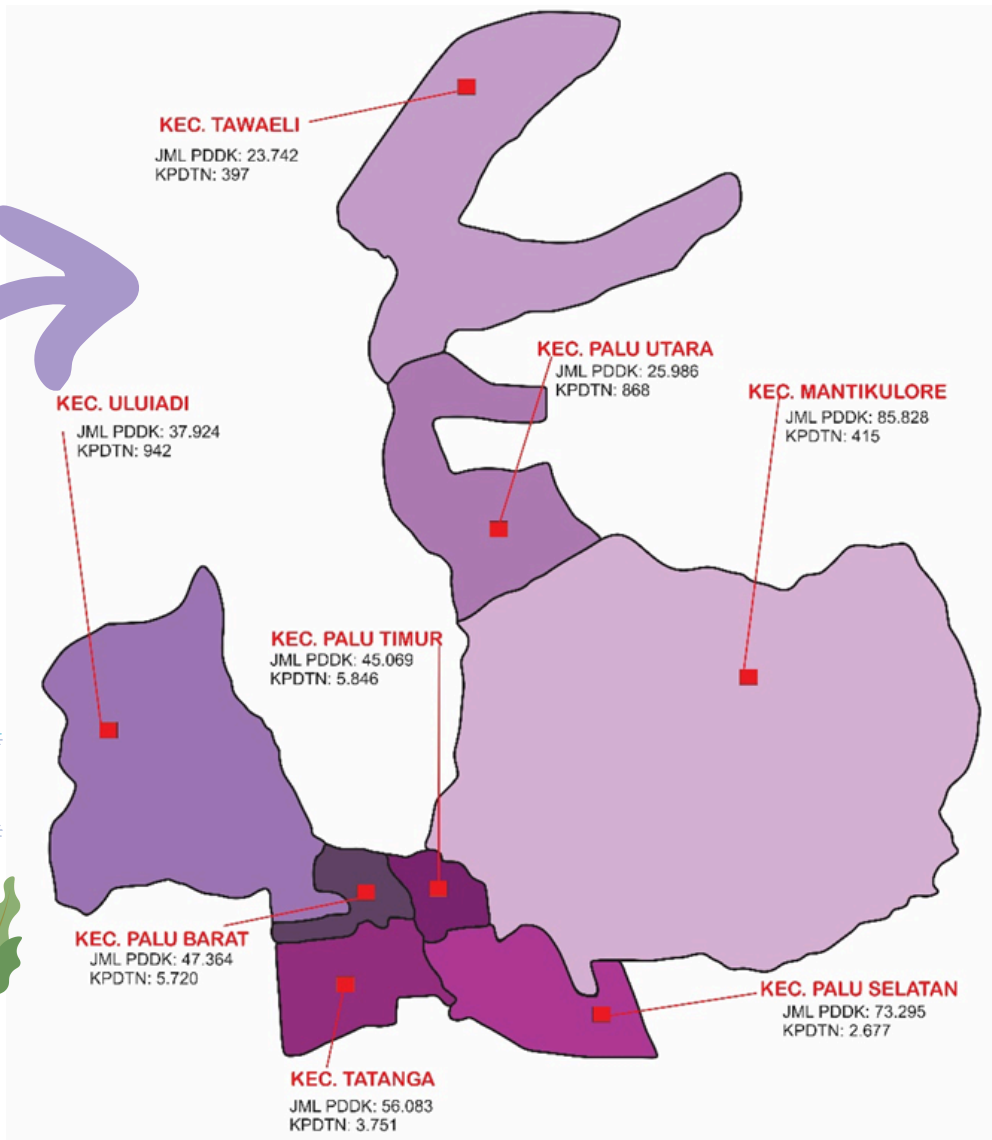 KEC. TAWAELI
JML PDDK: 23.742
KPDTN: 397
KEC. PALU UTARA
JML PDDK: 25.986
KPDTN: 868
KEC. MANTIKULORE
JML PDDK: 85.828
KPDTN: 415
KEC. ULUIADI
JML PDDK: 37.924
KPDTN: 942
KEC. PALU TIMUR
JML PDDK: 45.069
KPDTN: 5.846
KEC. PALU BARAT
JML PDDK: 47.364
KPDTN: 5.720
KEC. PALU SELATAN
JML PDDK: 73.295
KPDTN: 2.677
KEC. TATANGA
JML PDDK: 56.083
KPDTN: 3.751